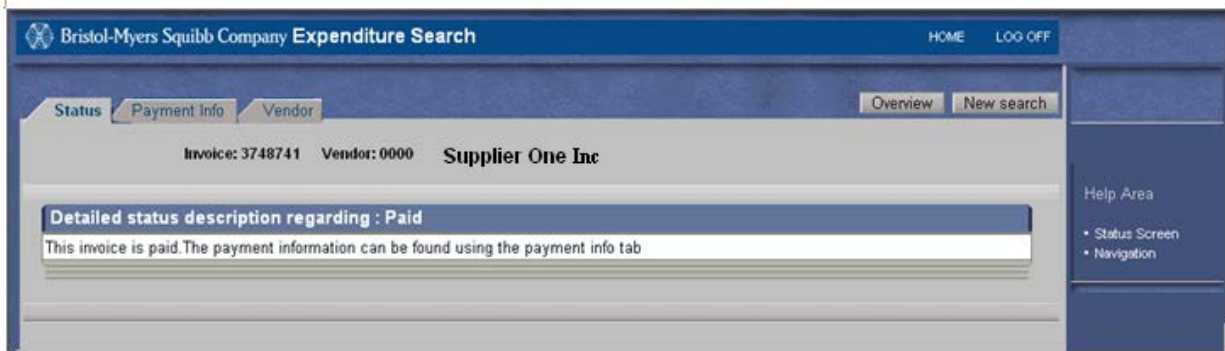 Bristol-Myers Squibb Company Expenditure Search
HOME LOG OFF
Status Payment Info Vendor
Overview New search
Invoice: 3748741 Vendor: 0000 Supplier One Inc
Detailed status description regarding : Paid
This invoice is paid.The payment information can be found using the payment info tab
Help Area
• Status Screen
• Navigation